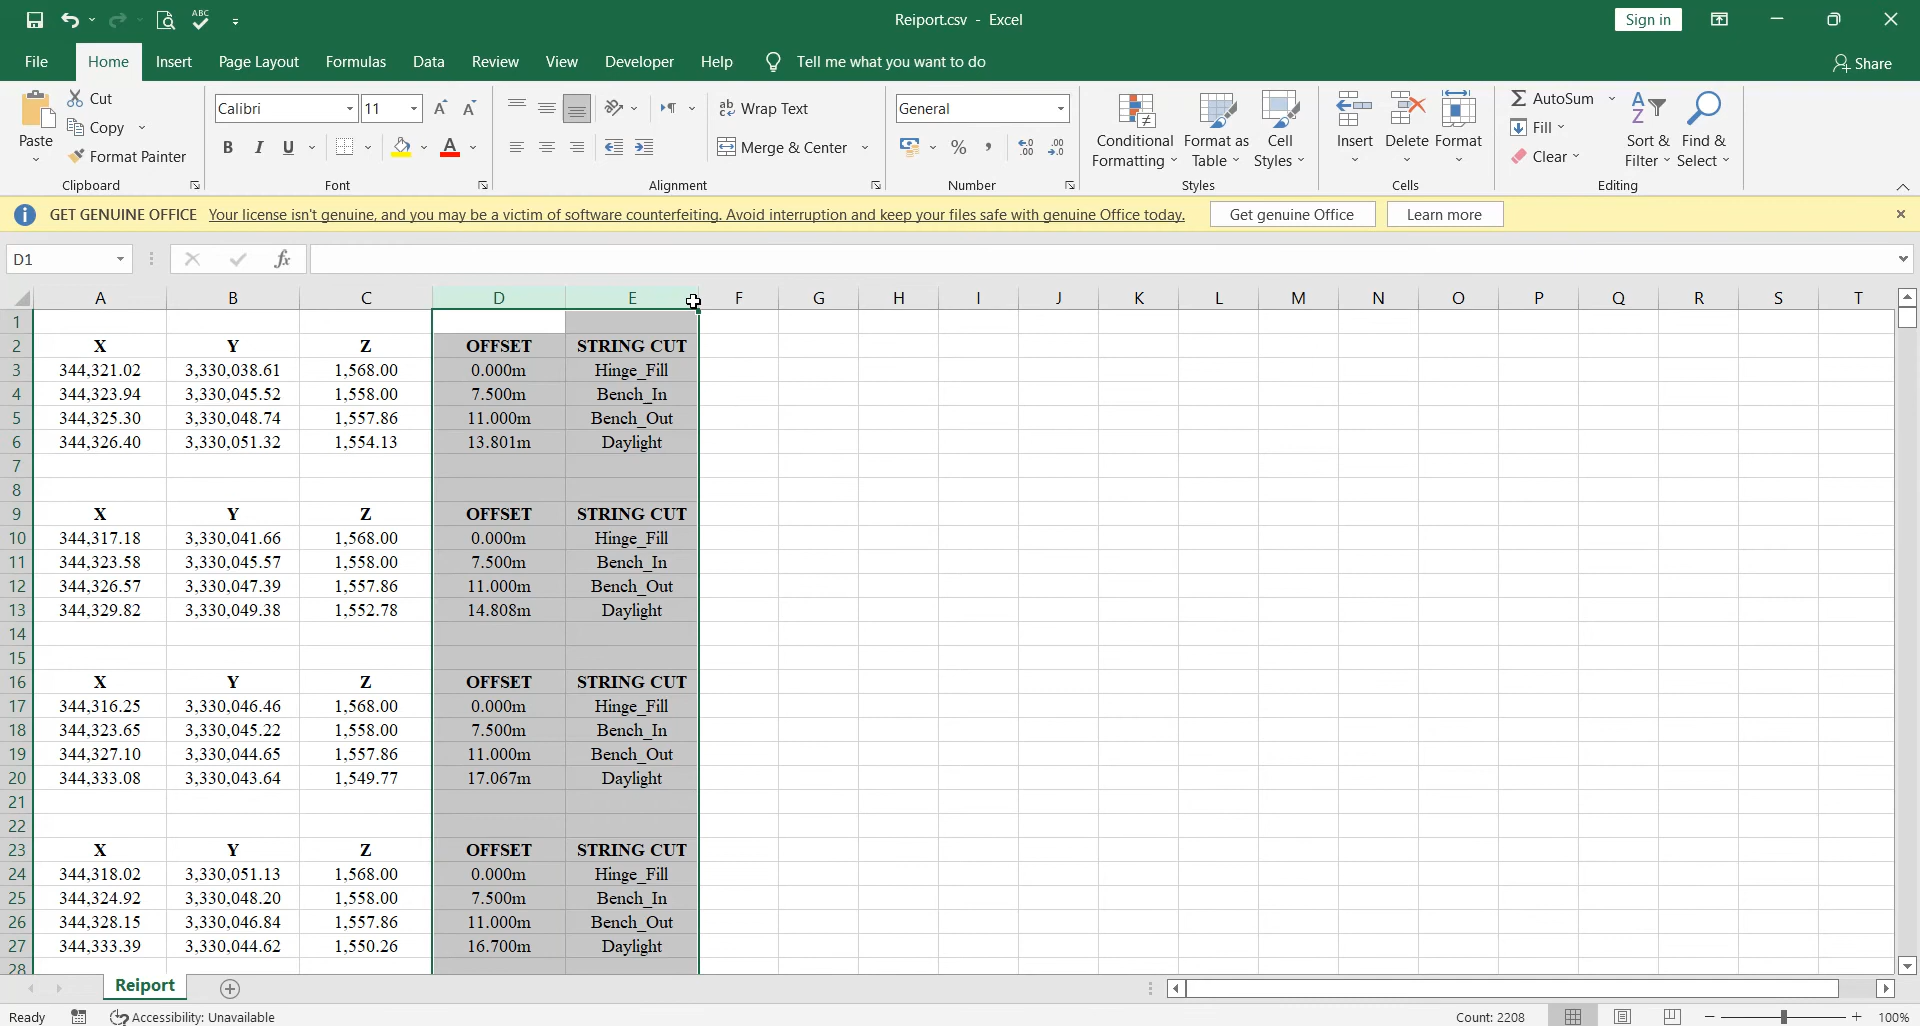 ABC
Reiport.csv - Excel
Sign in
File Home Insert Page Layout Formulas Data Review View Developer Help Tell me what you want to do
Share
Paste
Cut
Copy
Format Painter
Clipboard
Calibri 11
B I U
Font
ab Wrap Text
Merge & Center
Alignment
General
Number
Conditional Formatting
Format as Table
Cell Styles
Styles
Insert Delete Format
Cells
AutoSum
Fill
Clear
Sort & Filter
Find & Select
Editing
GET GENUINE OFFICE Your license isn't genuine, and you may be a victim of software counterfeiting. Avoid interruption and keep your files safe with genuine Office today. Get genuine Office Learn more
D1 fx
A B C D E F G H I J K L M N O P Q R S T
1
2 X Y Z OFFSET STRING CUT
3 344,321.02 3,330,038.61 1,568.00 0.000m Hinge_Fill
4 344,323.94 3,330,045.52 1,558.00 7.500m Bench_In
5 344,325.30 3,330,048.74 1,557.86 11.000m Bench_Out
6 344,326.40 3,330,051.32 1,554.13 13.801m Daylight
7
8
9 X Y Z OFFSET STRING CUT
10 344,317.18 3,330,041.66 1,568.00 0.000m Hinge_Fill
11 344,323.58 3,330,045.57 1,558.00 7.500m Bench_In
12 344,326.57 3,330,047.39 1,557.86 11.000m Bench_Out
13 344,329.82 3,330,049.38 1,552.78 14.808m Daylight
14
15
16 X Y Z OFFSET STRING CUT
17 344,316.25 3,330,046.46 1,568.00 0.000m Hinge_Fill
18 344,323.65 3,330,045.22 1,558.00 7.500m Bench_In
19 344,327.10 3,330,044.65 1,557.86 11.000m Bench_Out
20 344,333.08 3,330,043.64 1,549.77 17.067m Daylight
21
22
23 X Y Z OFFSET STRING CUT
24 344,318.02 3,330,051.13 1,568.00 0.000m Hinge_Fill
25 344,324.92 3,330,048.20 1,558.00 7.500m Bench_In
26 344,328.15 3,330,046.84 1,557.86 11.000m Bench_Out
27 344,333.39 3,330,044.62 1,550.26 16.700m Daylight
28
Reiport
Ready Accessibility: Unavailable Count: 2208 100%